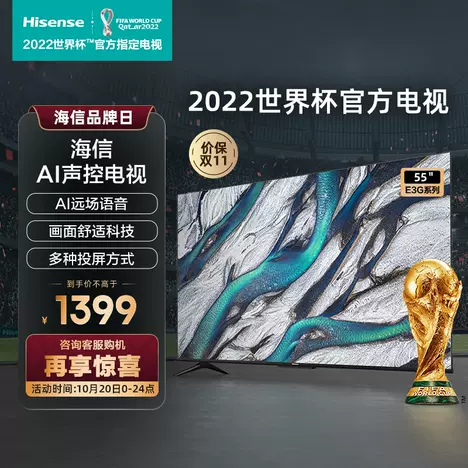 Hisense
FIFA WORLD CUP
Qatar2022
2022世界杯™官方指定电视
2022世界杯官方电视
价保
双11
55"
E3G系列
海信品牌日
海信
AI声控电视
AI远场语音
画面舒适科技
多种投屏方式
到手价不高于
¥1399
咨询客服购机
再享惊喜
活动时间:10月20日0-24点